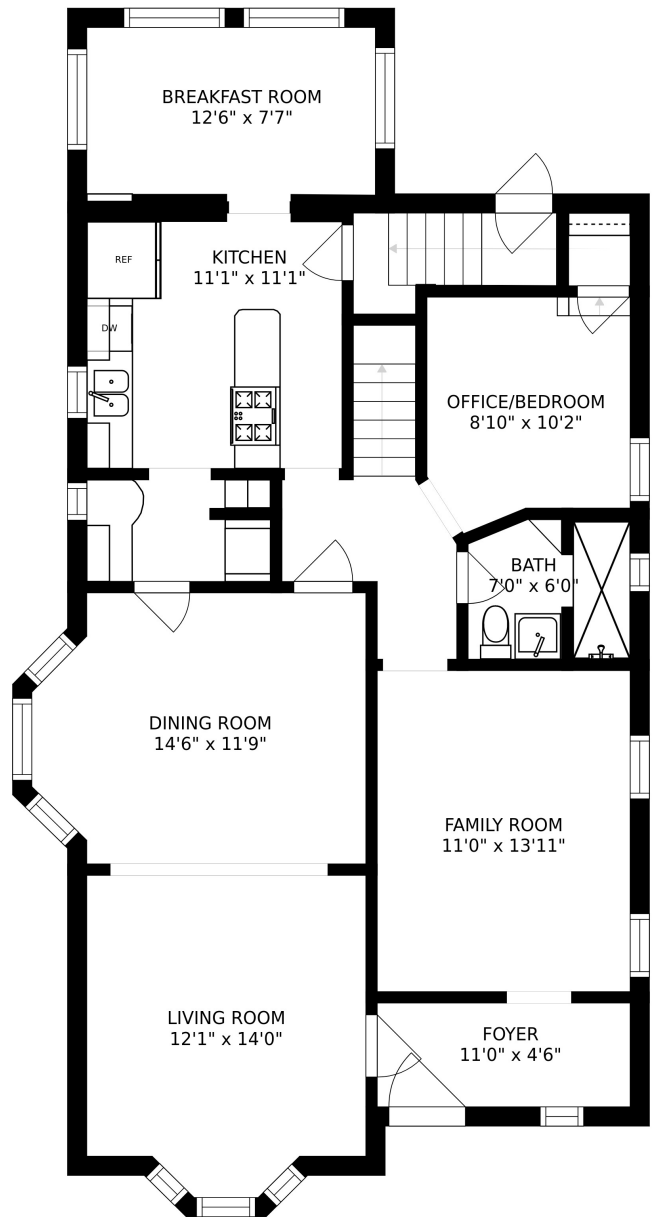 BREAKFAST ROOM
12'6" x 7'7"
REF
KITCHEN
11'1" x 11'1"
DW
OFFICE/BEDROOM
8'10" x 10'2"
BATH
7'0" x 6'0"
DINING ROOM
14'6" x 11'9"
FAMILY ROOM
11'0" x 13'11"
LIVING ROOM
12'1" x 14'0"
FOYER
11'0" x 4'6"